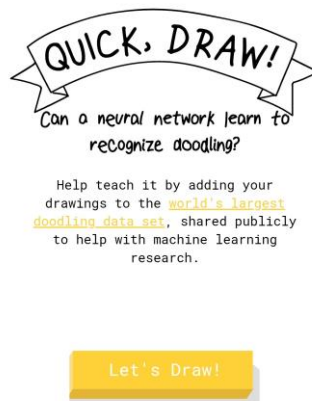 QUICK, DRAW!
Can a neural network learn to
recognize doodling?
Help teach it by adding your
drawings to the world's largest
doodling data set, shared publicly
to help with machine learning
research.
Let's Draw!